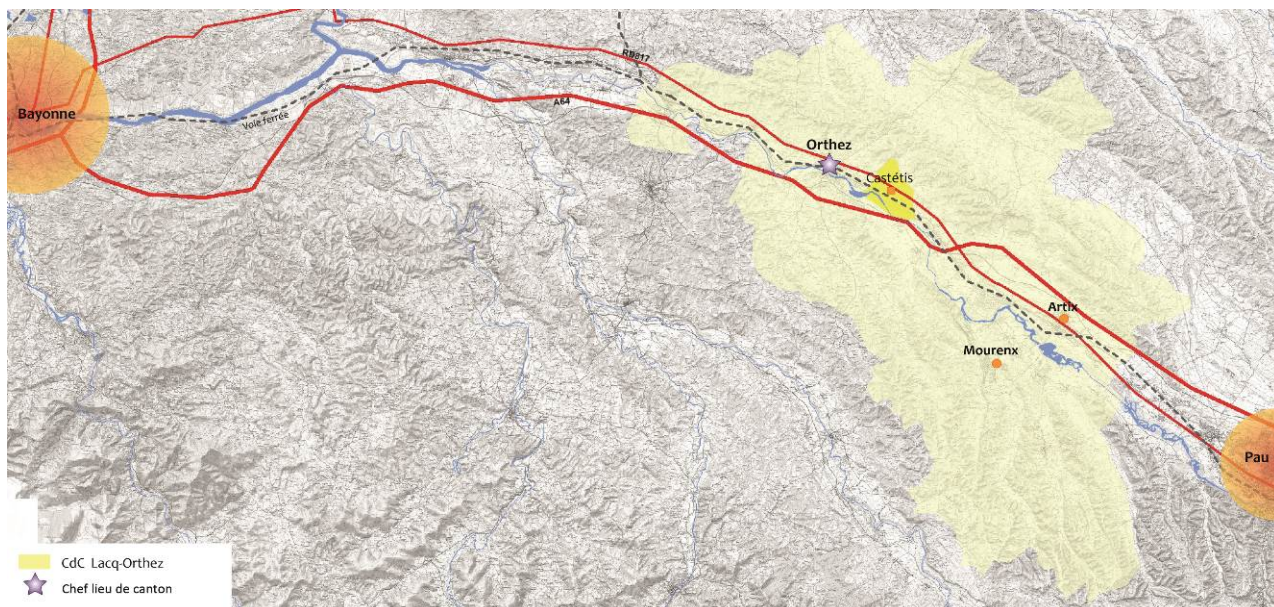 RD817
Bayonne
A64
Voie ferrée
Orthez
Castétis
Artix
Mourenx
Pau
CdC Lacq-Orthez
Chef lieu de canton